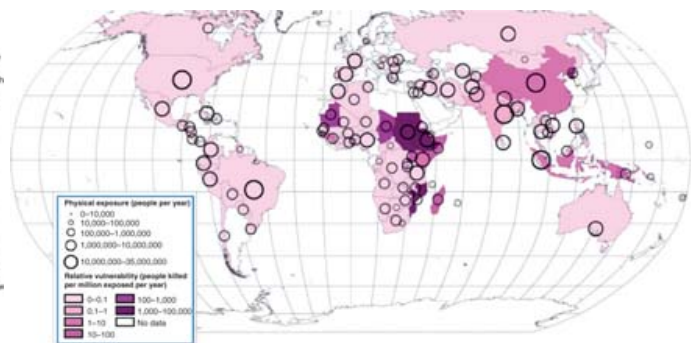 Physical exposure (people per year)
0–10,000
10,000–100,000
100,000–1,000,000
1,000,000–10,000,000
10,000,000–35,000,000
Relative vulnerability (people killed
per million exposed per year)
0–0.1 100–1,000
0.1–1 1,000–100,000
1–10 No data
10–100